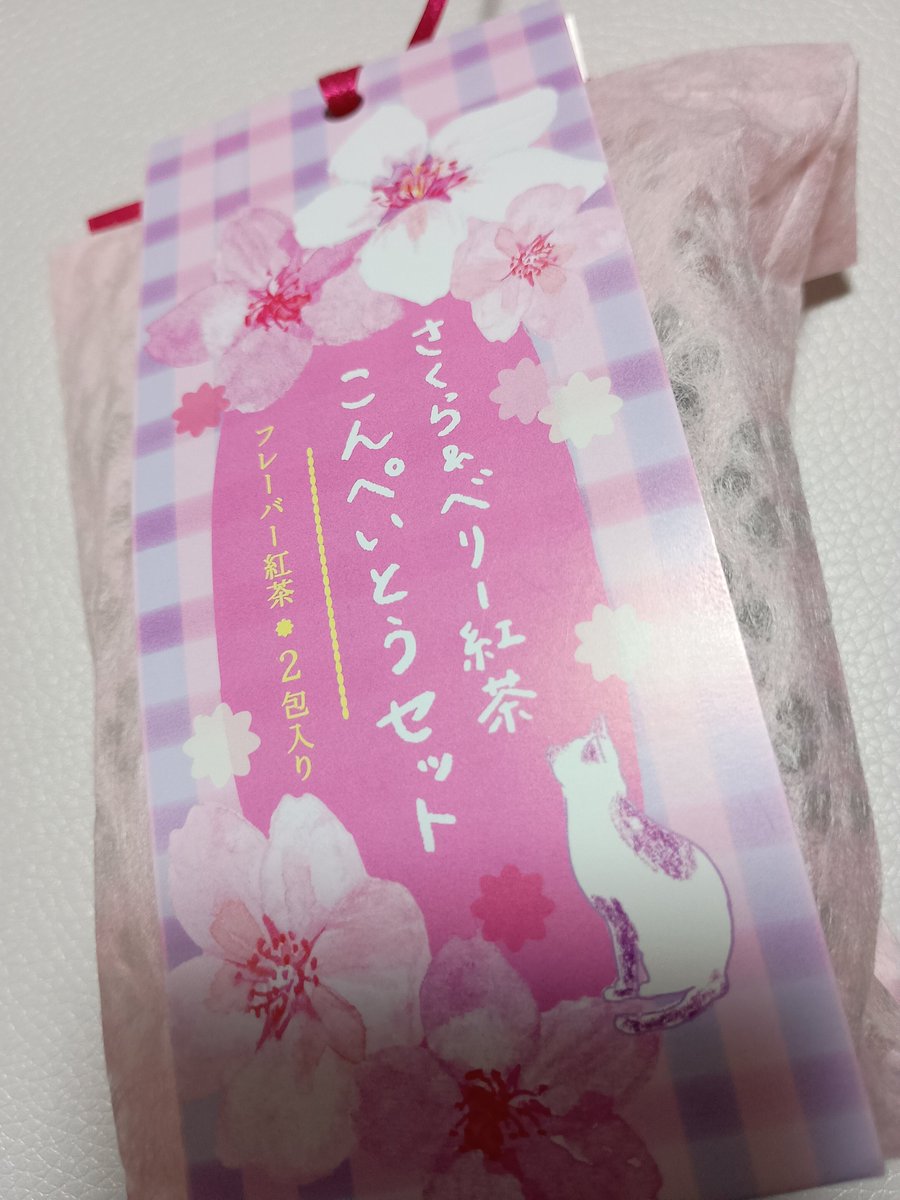 さくら&ベリー紅茶
こんぺいとうセット
フレーバー紅茶＊2包入り